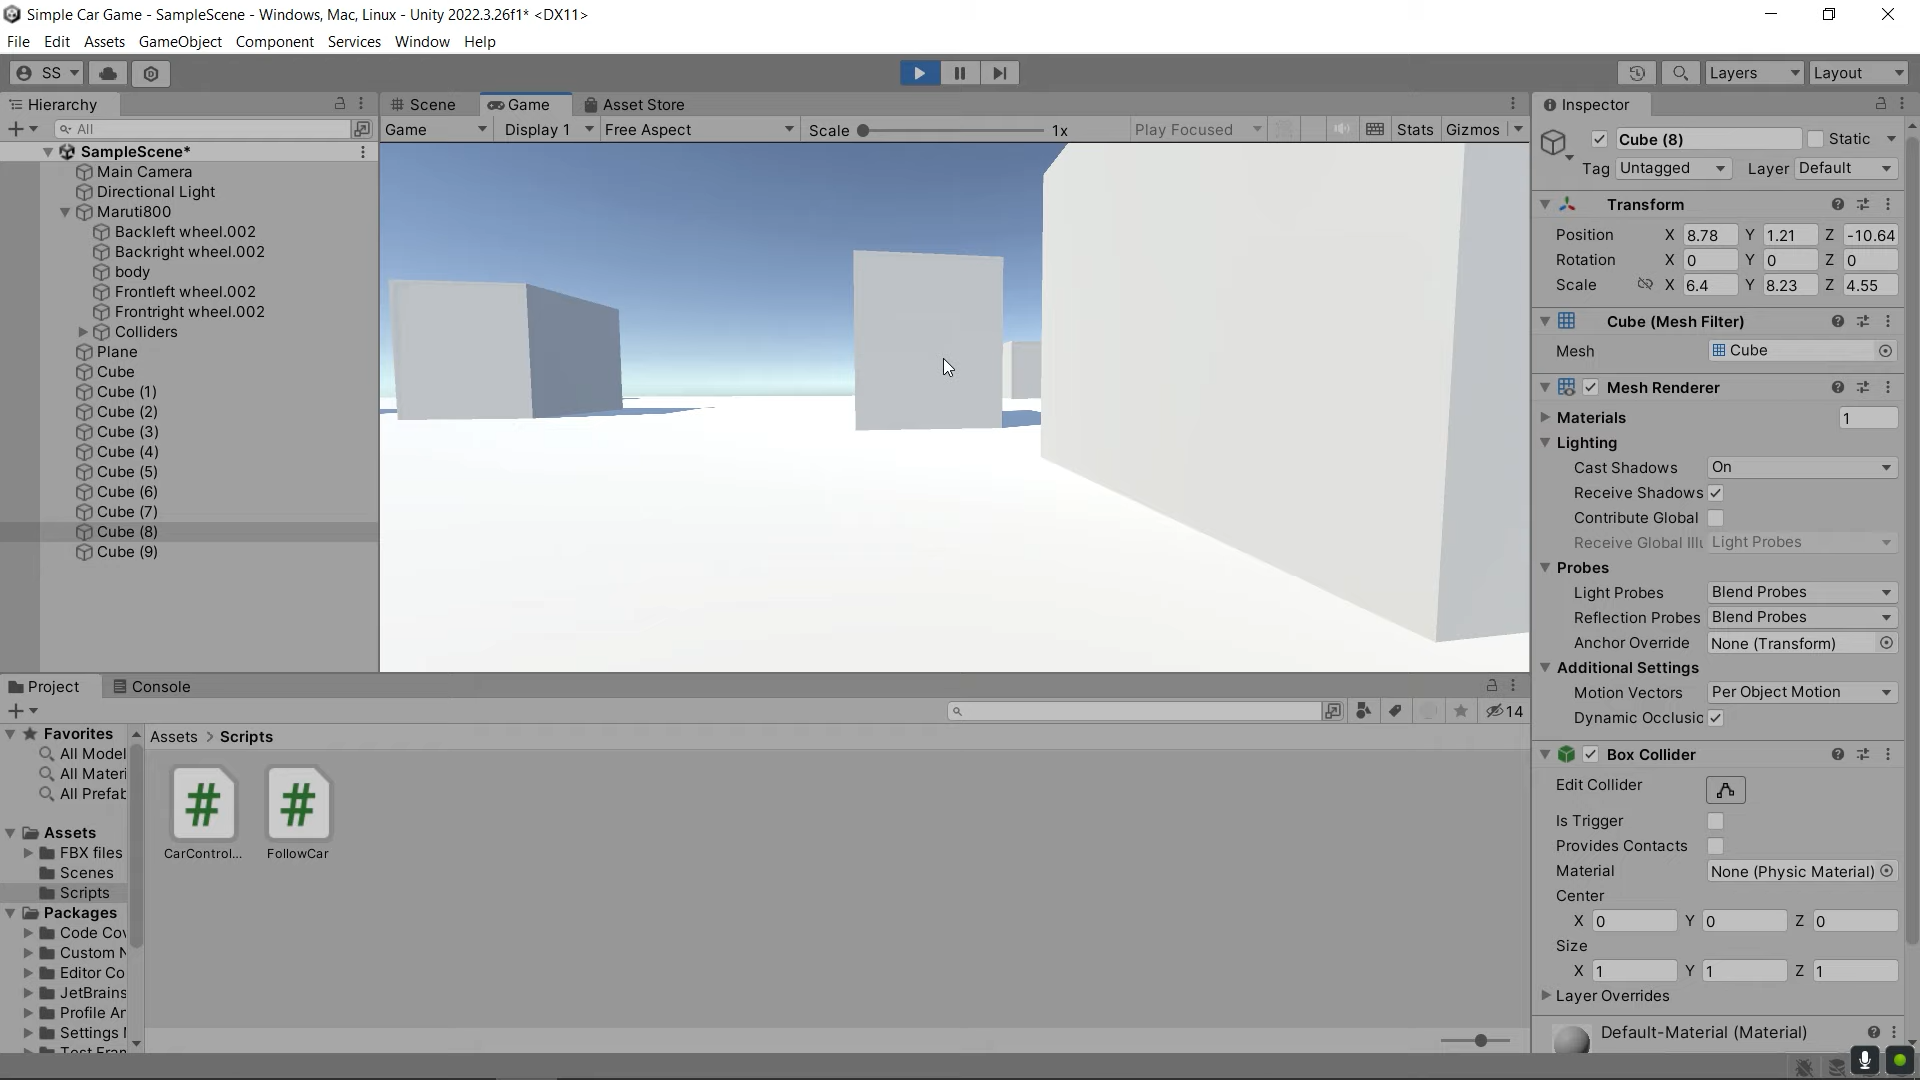 Simple Car Game - SampleScene - Windows, Mac, Linux - Unity 2022.3.26f1* <DX11>
File Edit Assets GameObject Component Services Window Help
SS Layers Layout
Hierarchy Scene Game Asset Store Inspector
All Game Display 1 Free Aspect Scale 1x Play Focused Stats Gizmos
SampleScene*
Main Camera
Directional Light
Maruti800
Backleft wheel.002
Backright wheel.002
body
Frontleft wheel.002
Frontright wheel.002
Colliders
Plane
Cube
Cube (1)
Cube (2)
Cube (3)
Cube (4)
Cube (5)
Cube (6)
Cube (7)
Cube (8)
Cube (9)
Cube (8) Static
Tag Untagged Layer Default
Transform
Position X 8.78 Y 1.21 Z -10.64
Rotation X 0 Y 0 Z 0
Scale X 6.4 Y 8.23 Z 4.55
Cube (Mesh Filter)
Mesh Cube
Mesh Renderer
Materials 1
Lighting
Cast Shadows On
Receive Shadows
Contribute Global
Receive Global Illu Light Probes
Probes
Light Probes Blend Probes
Reflection Probes Blend Probes
Anchor Override None (Transform)
Additional Settings
Motion Vectors Per Object Motion
Dynamic Occlusic
Box Collider
Edit Collider
Is Trigger
Provides Contacts
Material None (Physic Material)
Center
X 0 Y 0 Z 0
Size
X 1 Y 1 Z 1
Layer Overrides
Default-Material (Material)
Project Console
14
Favorites
All Model
All Materi
All Prefab
Assets
FBX files
Scenes
Scripts
Packages
Code Cov
Custom N
Editor Co
JetBrains
Profile An
Settings M
Test Fram
Assets > Scripts
CarControl... FollowCar